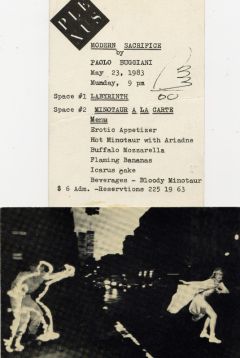 PLEXUS
MODERN SACRIFICE
by
PAOLO BUGGIANI
May 23, 1983
Munday, 9 pm
Space #1 LABYRINTH
Space #2 MINOTAUR A LA CARTE
Menu
Erotic Appetizer
Hot Minotaur with Ariadne
Buffalo Mozzarella
Flaming Bananas
Icarus Cake
Beverages - Bloody Minotaur
$ 6 Adm. -Reservtions 225 19 63